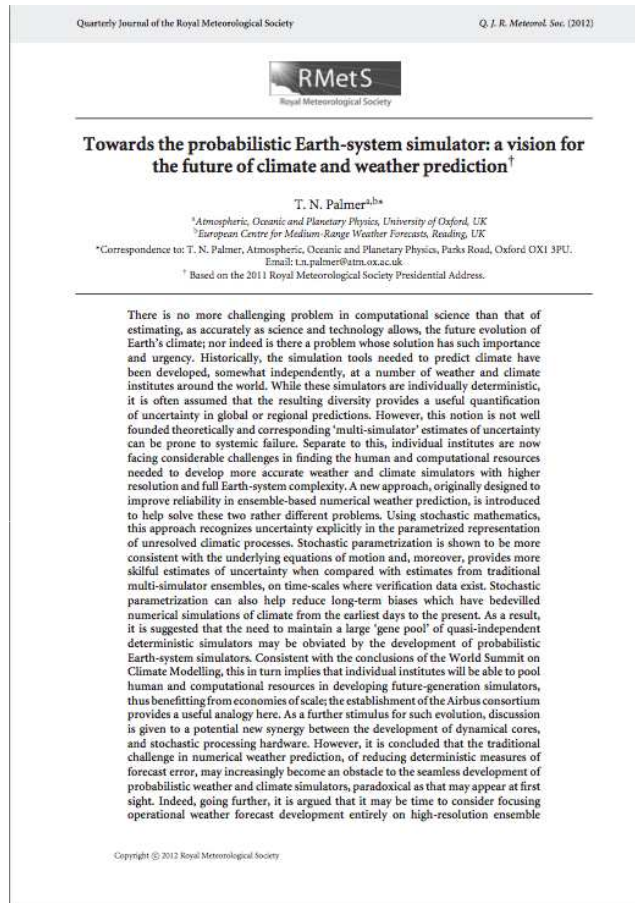 Quarterly Journal of the Royal Meteorological Society Q. J. R. Meteorol. Soc. (2012)
RMetS
Royal Meteorological Society
Towards the probabilistic Earth-system simulator: a vision for
the future of climate and weather prediction†
T. N. Palmera,b*
aAtmospheric, Oceanic and Planetary Physics, University of Oxford, UK
bEuropean Centre for Medium-Range Weather Forecasts, Reading, UK
*Correspondence to: T. N. Palmer, Atmospheric, Oceanic and Planetary Physics, Parks Road, Oxford OX1 3PU.
Email: t.n.palmer@atm.ox.ac.uk
† Based on the 2011 Royal Meteorological Society Presidential Address.
There is no more challenging problem in computational science than that of
estimating, as accurately as science and technology allows, the future evolution of
Earth's climate; nor indeed is there a problem whose solution has such importance
and urgency. Historically, the simulation tools needed to predict climate have
been developed, somewhat independently, at a number of weather and climate
institutes around the world. While these simulators are individually deterministic,
it is often assumed that the resulting diversity provides a useful quantification
of uncertainty in global or regional predictions. However, this notion is not well
founded theoretically and corresponding 'multi-simulator' estimates of uncertainty
can be prone to systemic failure. Separate to this, individual institutes are now
facing considerable challenges in finding the human and computational resources
needed to develop more accurate weather and climate simulators with higher
resolution and full Earth-system complexity. A new approach, originally designed to
improve reliability in ensemble-based numerical weather prediction, is introduced
to help solve these two rather different problems. Using stochastic mathematics,
this approach recognizes uncertainty explicitly in the parametrized representation
of unresolved climatic processes. Stochastic parametrization is shown to be more
consistent with the underlying equations of motion and, moreover, provides more
skilful estimates of uncertainty when compared with estimates from traditional
multi-simulator ensembles, on time-scales where verification data exist. Stochastic
parametrization can also help reduce long-term biases which have bedevilled
numerical simulations of climate from the earliest days to the present. As a result,
it is suggested that the need to maintain a large 'gene pool' of quasi-independent
deterministic simulators may be obviated by the development of probabilistic
Earth-system simulators. Consistent with the conclusions of the World Summit on
Climate Modelling, this in turn implies that individual institutes will be able to pool
human and computational resources in developing future-generation simulators,
thus benefitting from economies of scale; the establishment of the Airbus consortium
provides a useful analogy here. As a further stimulus for such evolution, discussion
is given to a potential new synergy between the development of dynamical cores,
and stochastic processing hardware. However, it is concluded that the traditional
challenge in numerical weather prediction, of reducing deterministic measures of
forecast error, may increasingly become an obstacle to the seamless development of
probabilistic weather and climate simulators, paradoxical as that may appear at first
sight. Indeed, going further, it is argued that it may be time to consider focusing
operational weather forecast development entirely on high-resolution ensemble
Copyright © 2012 Royal Meteorological Society